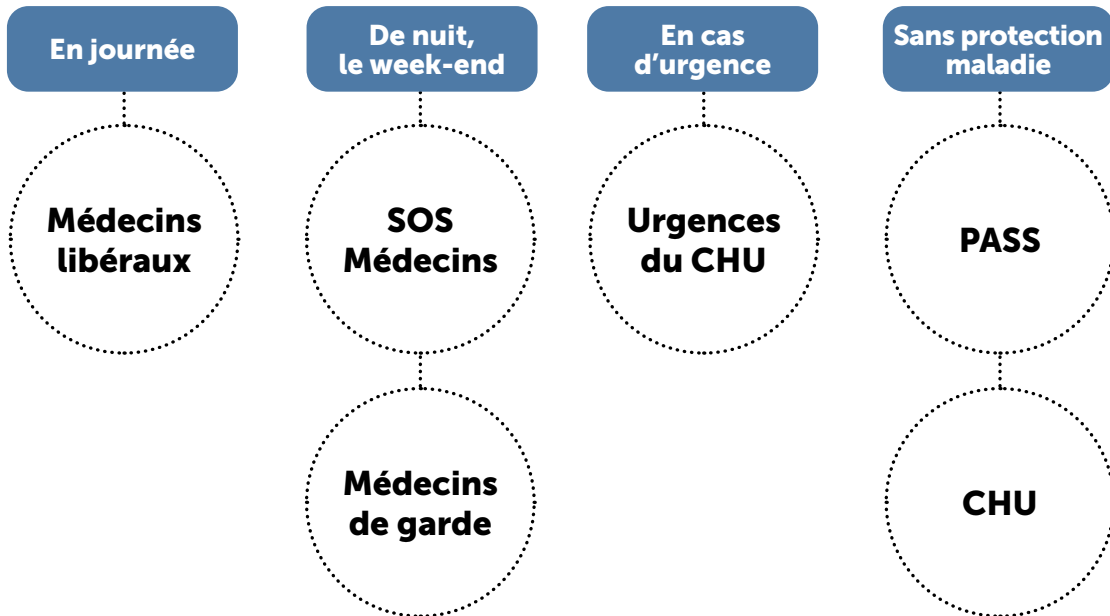 En journée
De nuit,
le week-end
En cas
d’urgence
Sans protection
maladie
Médecins
libéraux
SOS
Médecins
Urgences
du CHU
PASS
Médecins
de garde
CHU